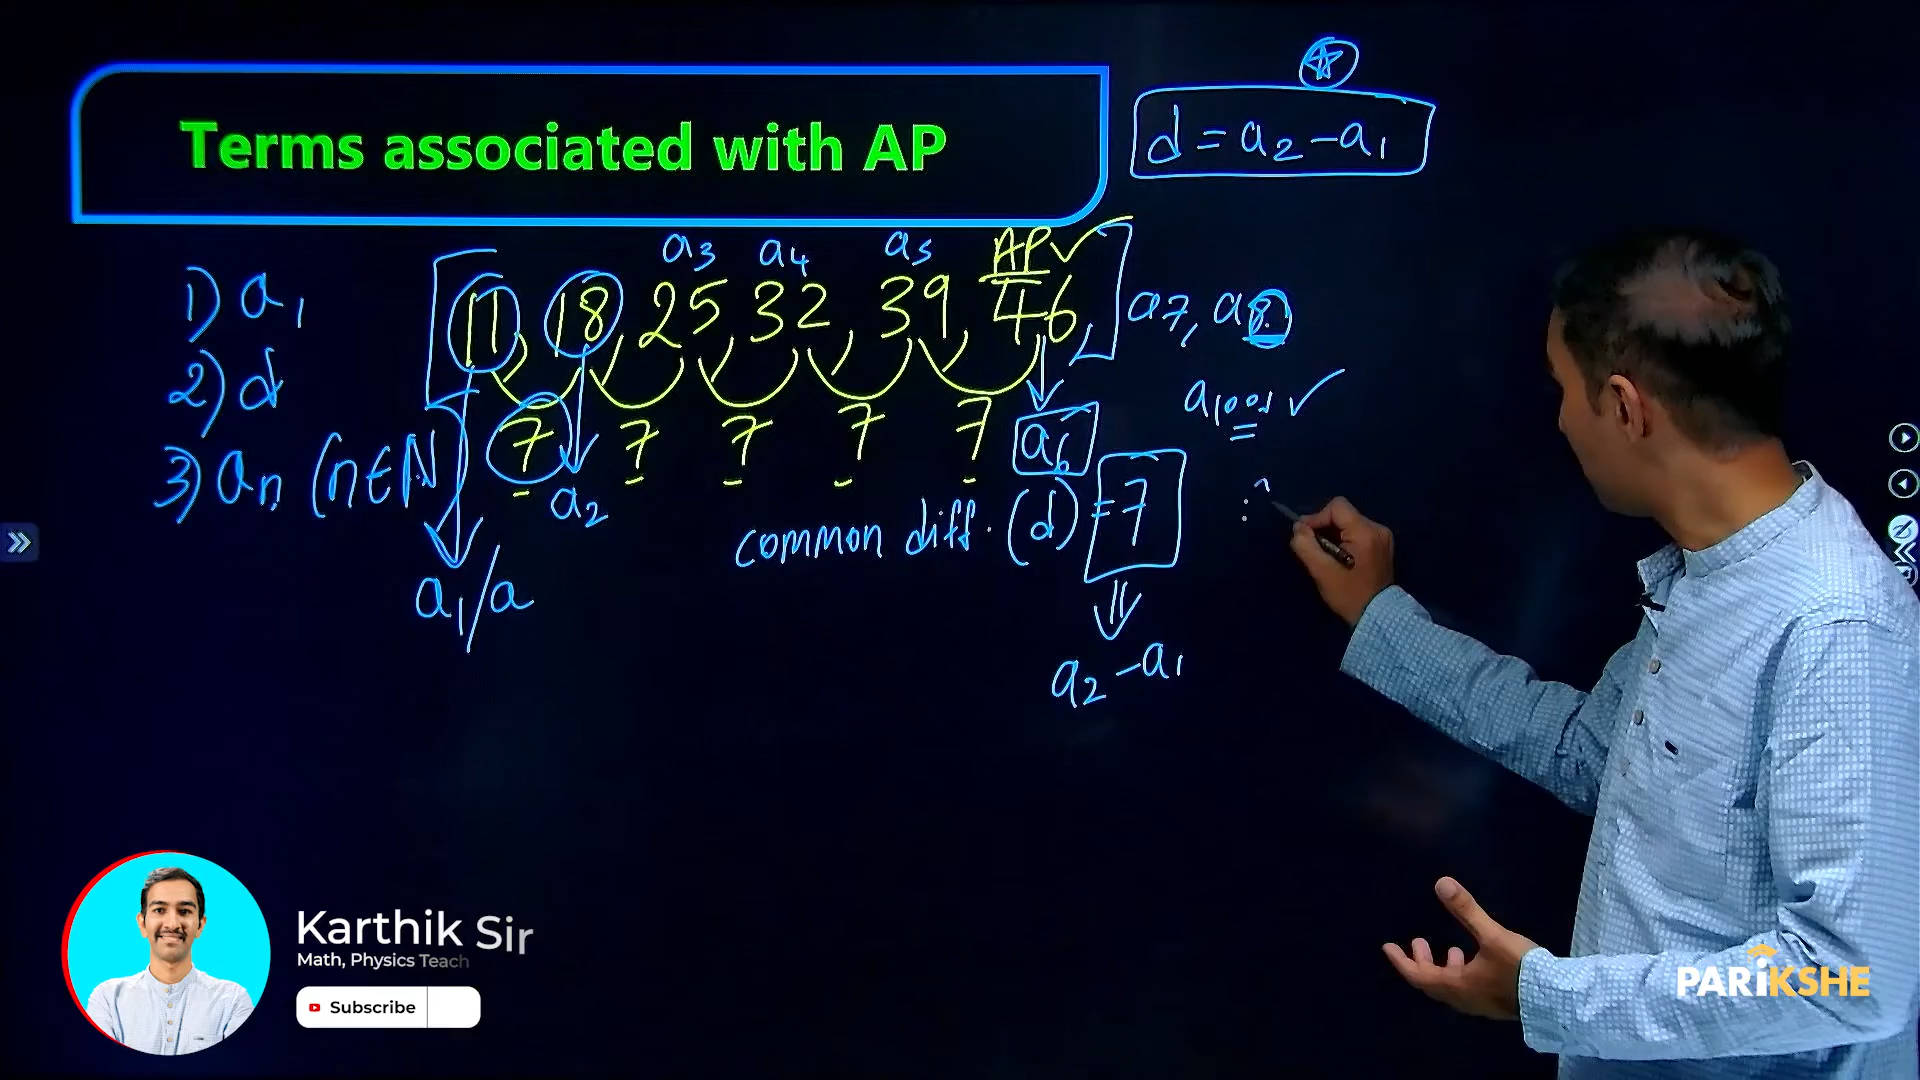 Terms associated with AP
d = a2 - a1
1) a1
2) d
3) an (n∈N
a3 a4 a5 AP ✓
11 18 25 32 39 46 a7, a8
7 7 7 7 7
a2
a6
a1001 ✓
common diff. (d) = 7
a1/a
a2 - a1
Karthik Sir
Math, Physics Teach
Subscribe
PARIKSHE